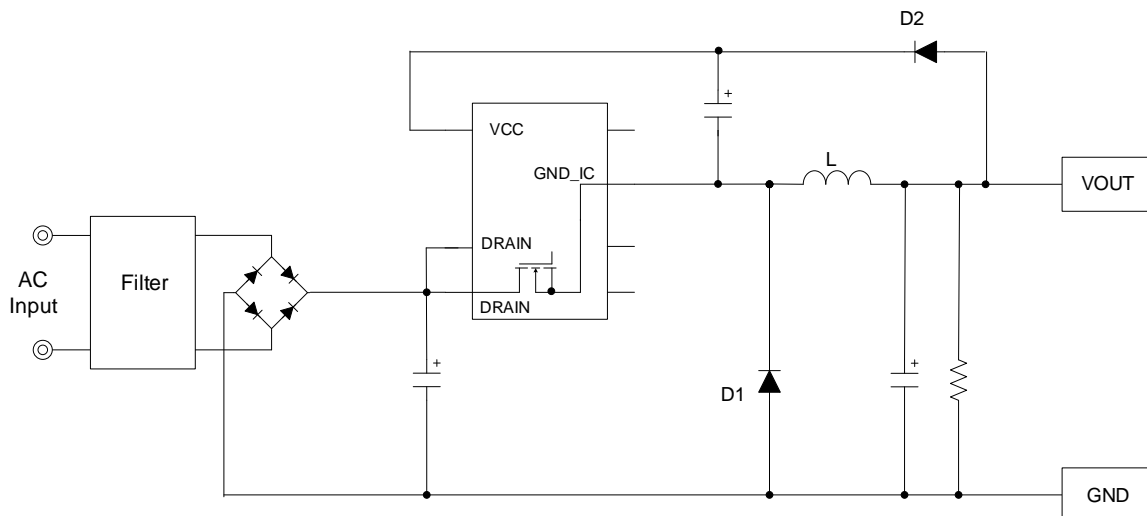 D2
+
VCC
GND_IC
L
VOUT
DRAIN
AC
Input
Filter
DRAIN
+
D1
+
GND